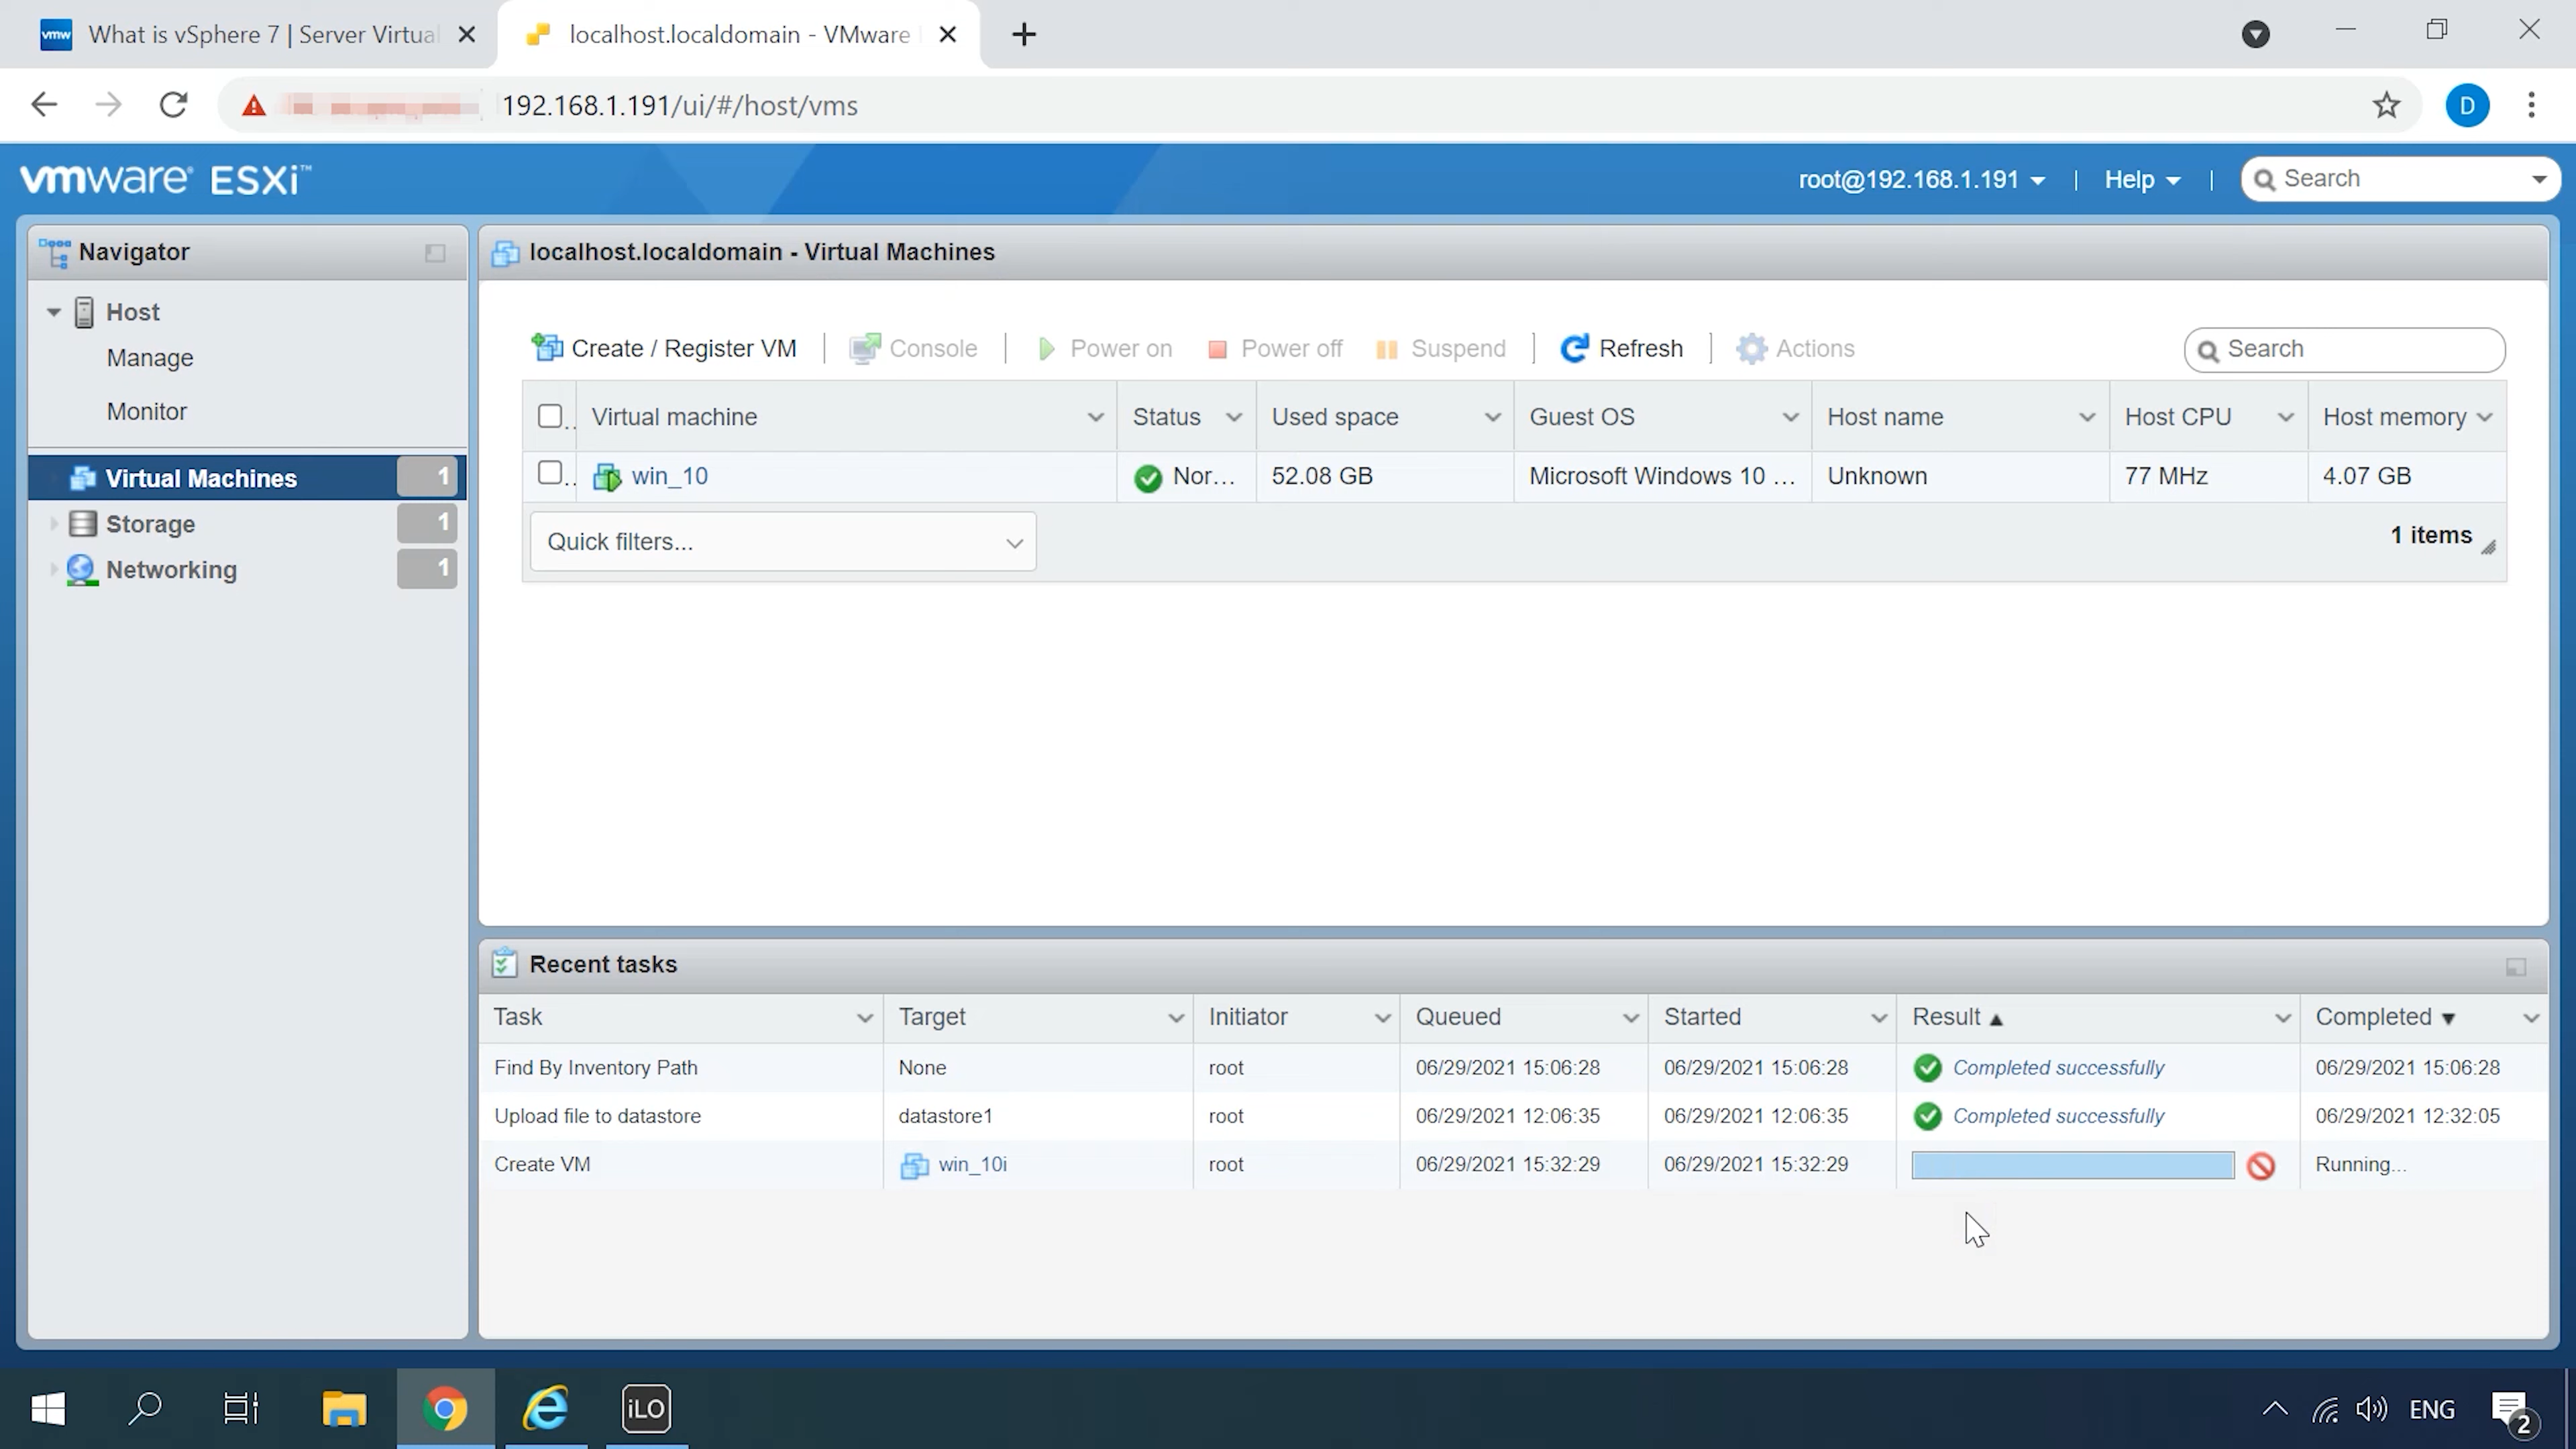 What is vSphere 7 | Server Virtual
localhost.localdomain - VMware
192.168.1.191/ui/#/host/vms
D
vmware® ESXi™
root@192.168.1.191 | Help | Search
Navigator
Host
Manage
Monitor
Virtual Machines 1
Storage 1
Networking 1
localhost.localdomain - Virtual Machines
Create / Register VM | Console | Power on Power off Suspend | Refresh | Actions Search
Virtual machine Status Used space Guest OS Host name Host CPU Host memory
win_10 Nor... 52.08 GB Microsoft Windows 10 ... Unknown 77 MHz 4.07 GB
Quick filters... 1 items
Recent tasks
Task Target Initiator Queued Started Result ▲ Completed ▼
Find By Inventory Path None root 06/29/2021 15:06:28 06/29/2021 15:06:28 Completed successfully 06/29/2021 15:06:28
Upload file to datastore datastore1 root 06/29/2021 12:06:35 06/29/2021 12:06:35 Completed successfully 06/29/2021 12:32:05
Create VM win_10i root 06/29/2021 15:32:29 06/29/2021 15:32:29 Running...
iLO ENG 2